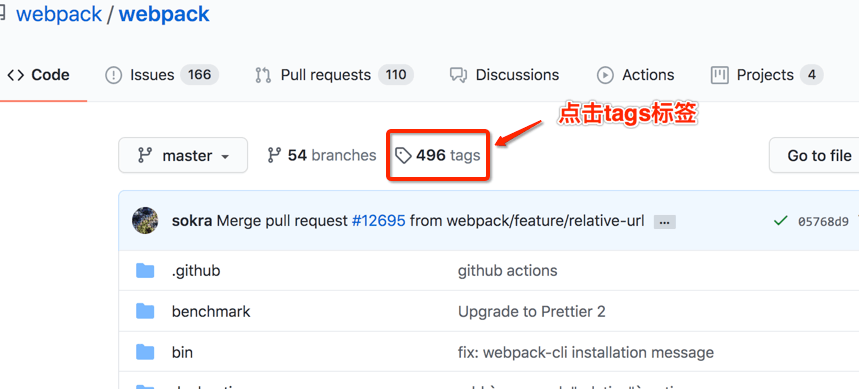 webpack / webpack
Code Issues 166 Pull requests 110 Discussions Actions Projects 4
点击tags标签
master 54 branches 496 tags Go to file
sokra Merge pull request #12695 from webpack/feature/relative-url ... 05768d9
.github github actions
benchmark Upgrade to Prettier 2
bin fix: webpack-cli installation message